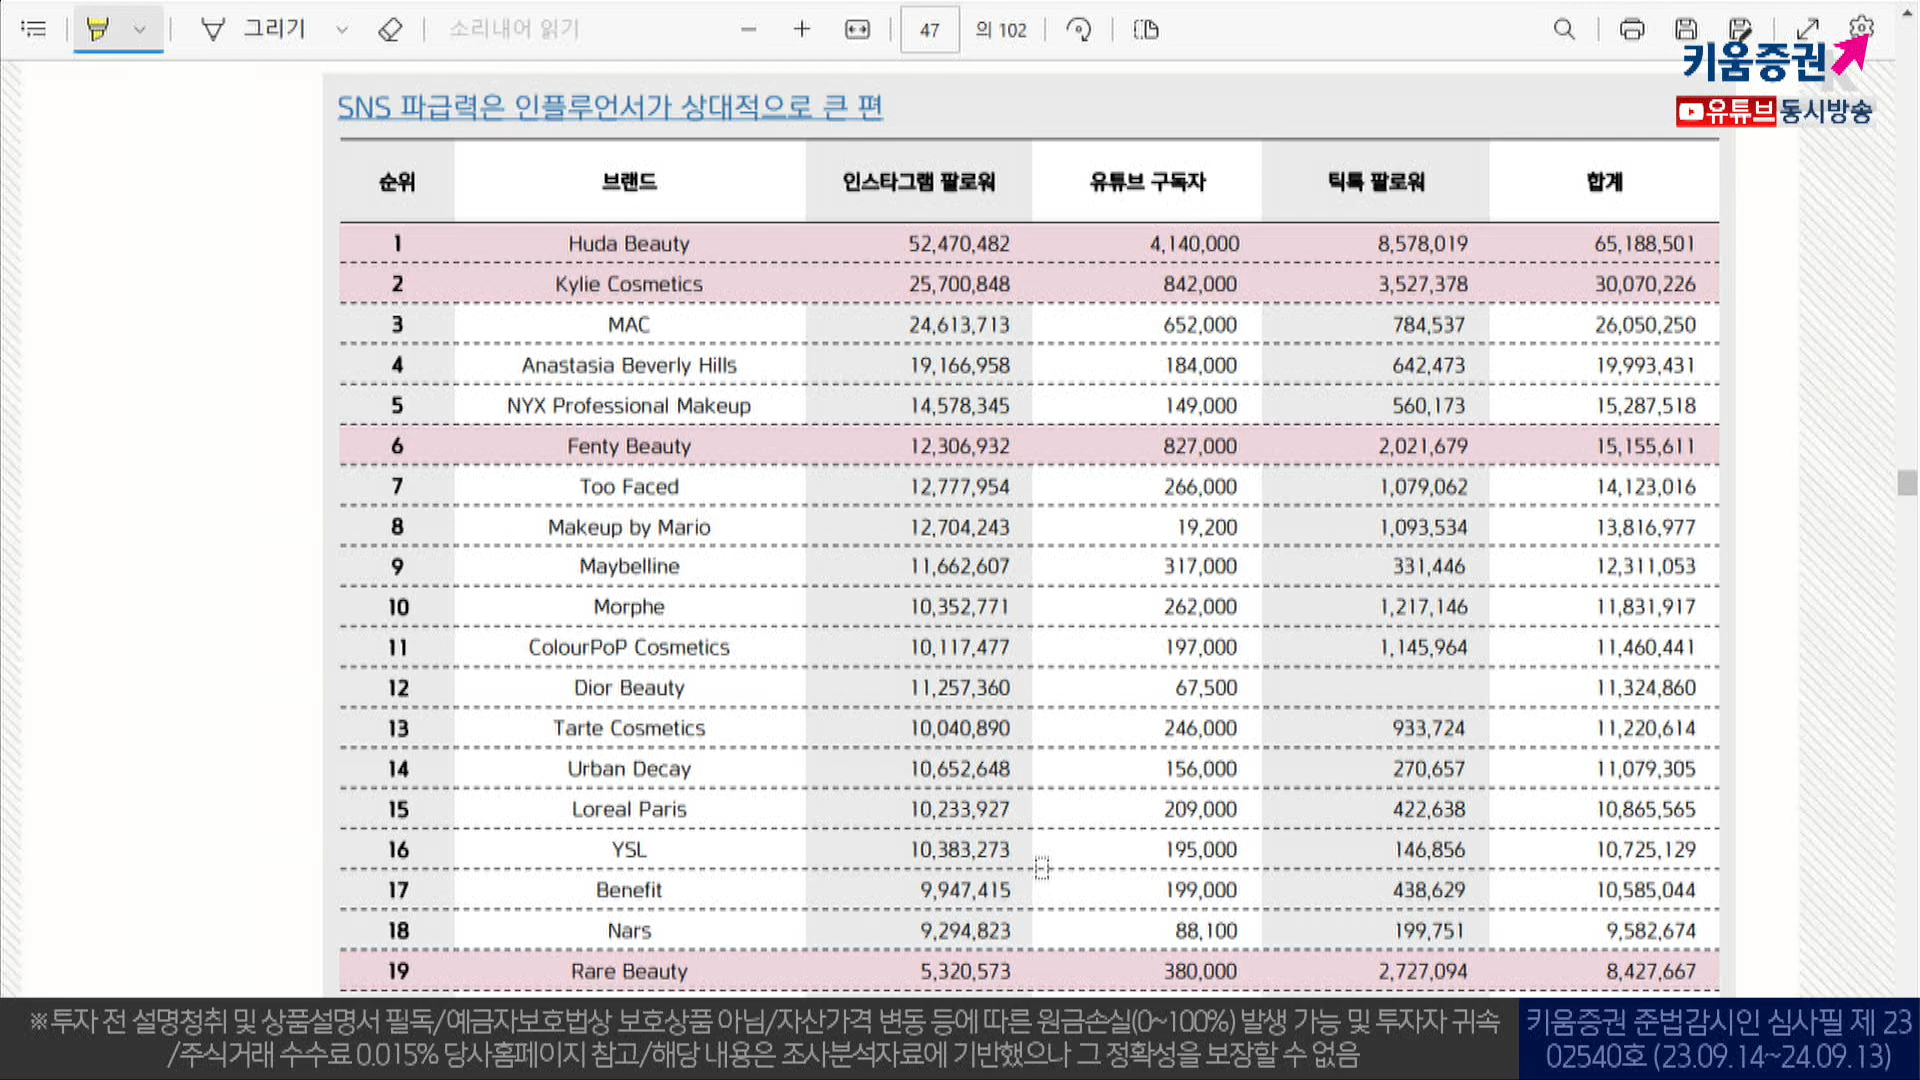 그리기
소리내어 읽기
47
의 102
키움증권
유튜브 동시방송
SNS 파급력은 인플루언서가 상대적으로 큰 편
순위 브랜드 인스타그램 팔로워 유튜브 구독자 틱톡 팔로워 합계
1 Huda Beauty 52,470,482 4,140,000 8,578,019 65,188,501
2 Kylie Cosmetics 25,700,848 842,000 3,527,378 30,070,226
3 MAC 24,613,713 652,000 784,537 26,050,250
4 Anastasia Beverly Hills 19,166,958 184,000 642,473 19,993,431
5 NYX Professional Makeup 14,578,345 149,000 560,173 15,287,518
6 Fenty Beauty 12,306,932 827,000 2,021,679 15,155,611
7 Too Faced 12,777,954 266,000 1,079,062 14,123,016
8 Makeup by Mario 12,704,243 19,200 1,093,534 13,816,977
9 Maybelline 11,662,607 317,000 331,446 12,311,053
10 Morphe 10,352,771 262,000 1,217,146 11,831,917
11 ColourPoP Cosmetics 10,117,477 197,000 1,145,964 11,460,441
12 Dior Beauty 11,257,360 67,500 11,324,860
13 Tarte Cosmetics 10,040,890 246,000 933,724 11,220,614
14 Urban Decay 10,652,648 156,000 270,657 11,079,305
15 Loreal Paris 10,233,927 209,000 422,638 10,865,565
16 YSL 10,383,273 195,000 146,856 10,725,129
17 Benefit 9,947,415 199,000 438,629 10,585,044
18 Nars 9,294,823 88,100 199,751 9,582,674
19 Rare Beauty 5,320,573 380,000 2,727,094 8,427,667
※투자 전 설명청취 및 상품설명서 필독/예금자보호법상 보호상품 아님/자산가격 변동 등에 따른 원금손실(0~100%) 발생 가능 및 투자자 귀속
/주식거래 수수료 0.015% 당사홈페이지 참고/해당 내용은 조사분석자료에 기반했으나 그 정확성을 보장할 수 없음
키움증권 준법감시인 심사필 제 23
02540호 (23.09.14~24.09.13)